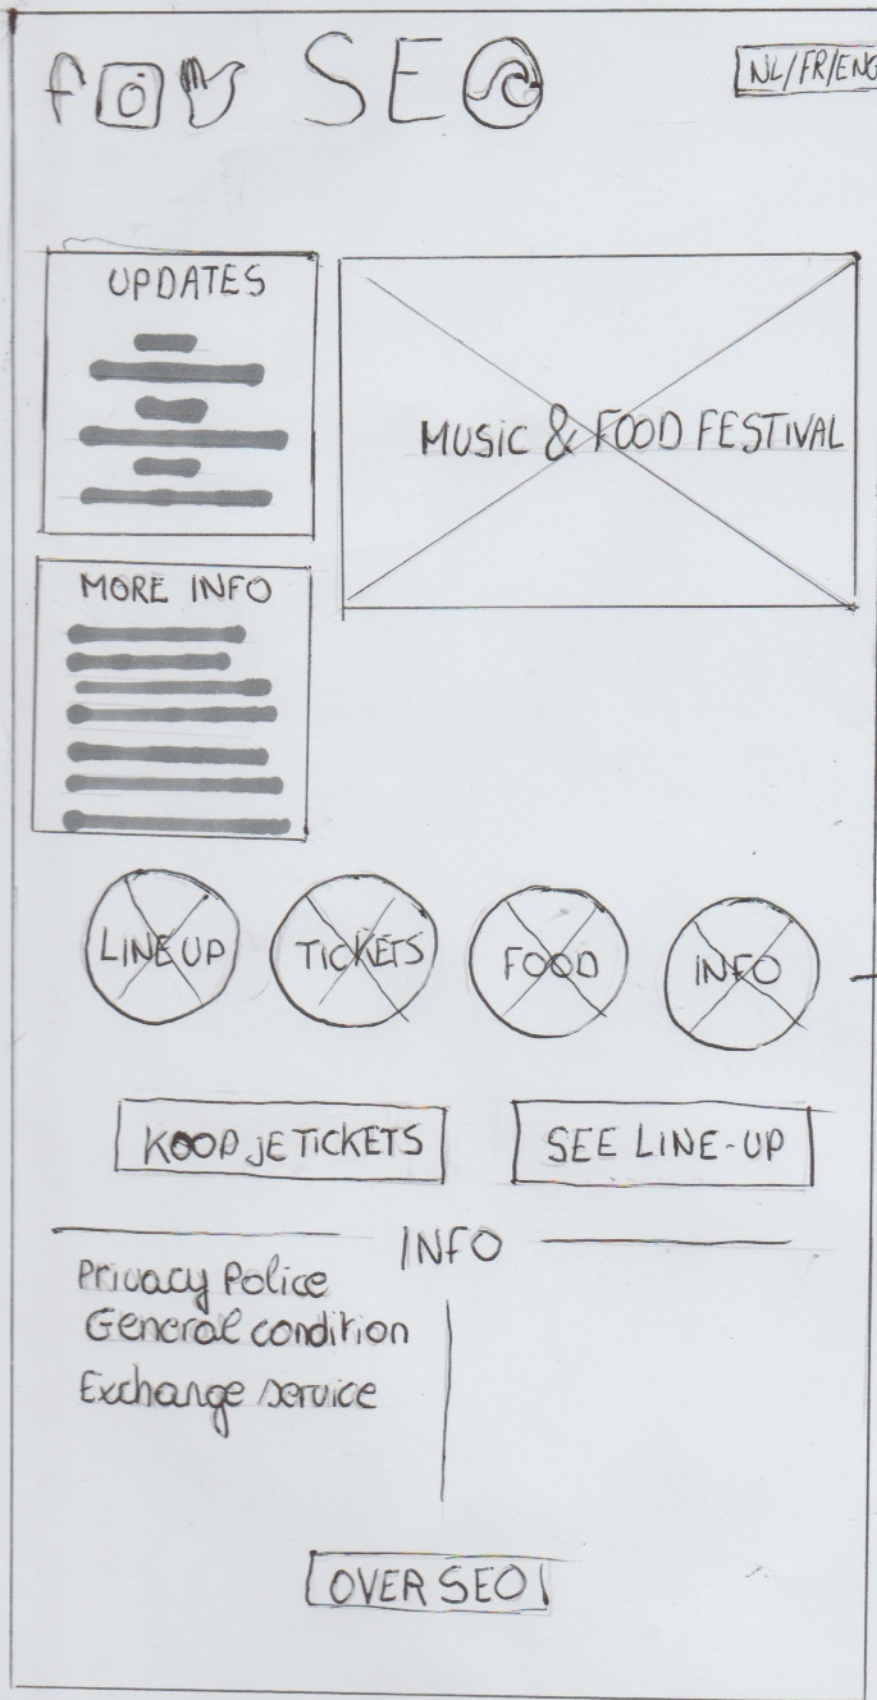 f SEO
NL/FR/ENG
UPDATES
MUSIC & FOOD FESTIVAL
MORE INFO
LINE UP
TICKETS
FOOD
INFO
KOOP JE TICKETS
SEE LINE-UP
INFO
Privacy Police
General condition
Exchange service
OVER SEO